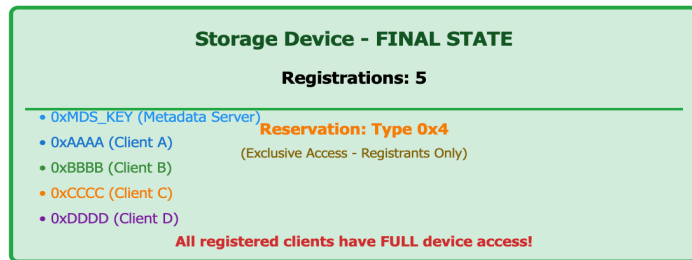 Storage Device - FINAL STATE
Registrations: 5
• 0xMDS_KEY (Metadata Server)
Reservation: Type 0x4
• 0xAAAA (Client A)
(Exclusive Access - Registrants Only)
• 0xBBBB (Client B)
• 0xCCCC (Client C)
• 0xDDDD (Client D)
All registered clients have FULL device access!